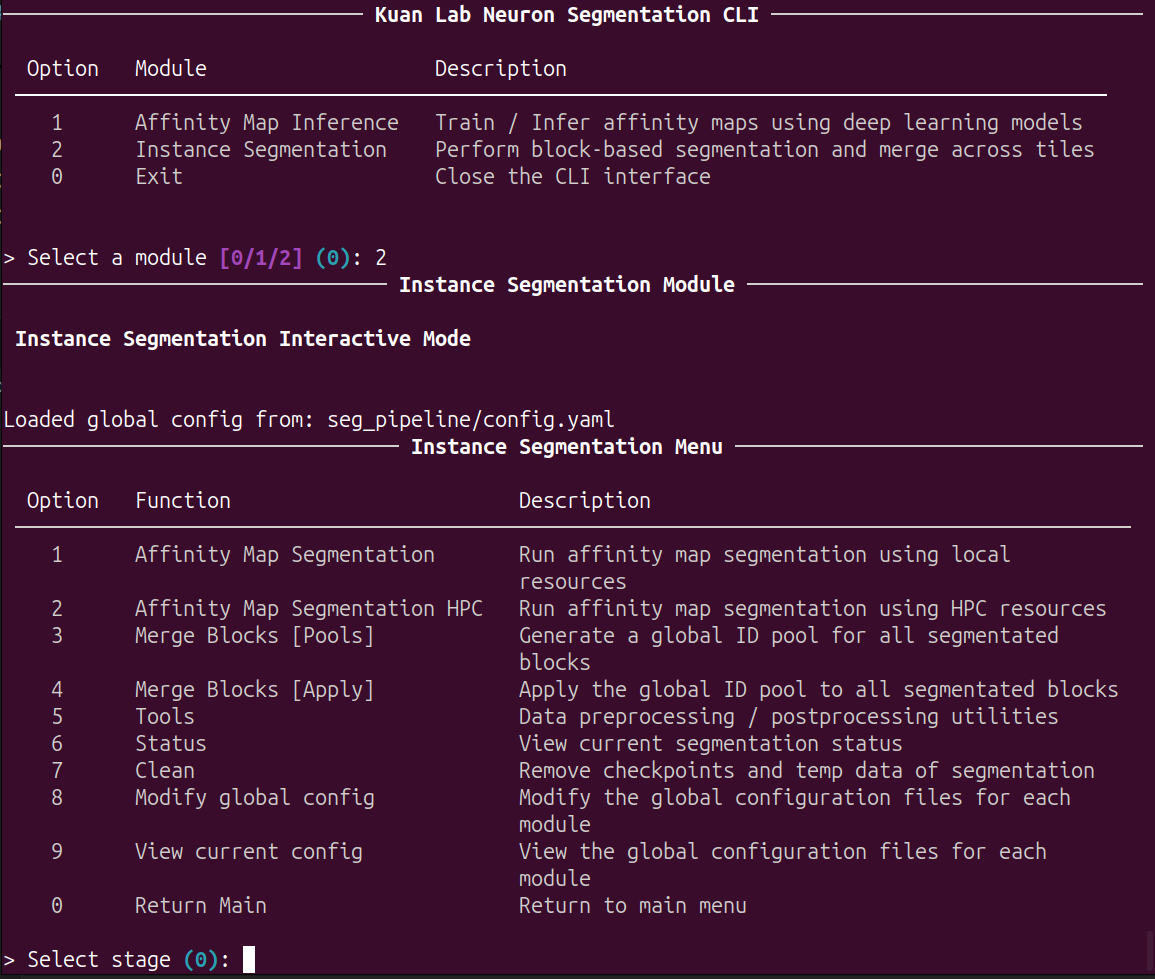 Kuan Lab Neuron Segmentation CLI
Option Module Description
1 Affinity Map Inference Train / Infer affinity maps using deep learning models
2 Instance Segmentation Perform block-based segmentation and merge across tiles
0 Exit Close the CLI interface
> Select a module [0/1/2] (0): 2
Instance Segmentation Module
Instance Segmentation Interactive Mode
Loaded global config from: seg_pipeline/config.yaml
Instance Segmentation Menu
Option Function Description
1 Affinity Map Segmentation Run affinity map segmentation using local
resources
2 Affinity Map Segmentation HPC Run affinity map segmentation using HPC resources
3 Merge Blocks [Pools] Generate a global ID pool for all segmentated
blocks
4 Merge Blocks [Apply] Apply the global ID pool to all segmentated blocks
5 Tools Data preprocessing / postprocessing utilities
6 Status View current segmentation status
7 Clean Remove checkpoints and temp data of segmentation
8 Modify global config Modify the global configuration files for each
module
9 View current config View the global configuration files for each
module
0 Return Main Return to main menu
> Select stage (0):